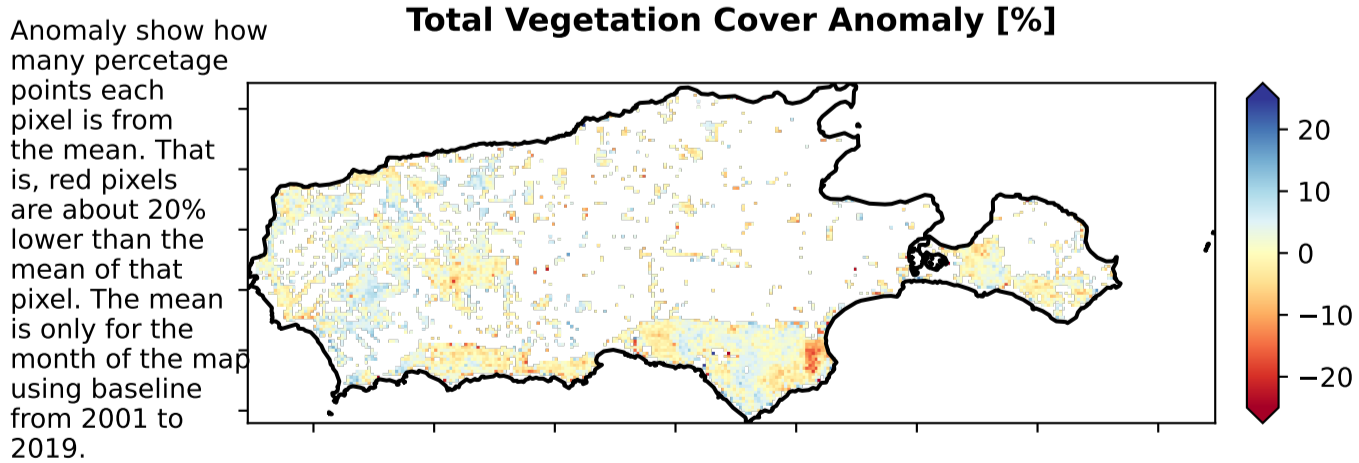 Total Vegetation Cover Anomaly [%]
Anomaly show how
many percetage
points each
pixel is from
the mean. That
is, red pixels
are about 20%
lower than the
mean of that
pixel. The mean
is only for the
month of the map
using baseline
from 2001 to
2019.
20
10
0
−10
−20